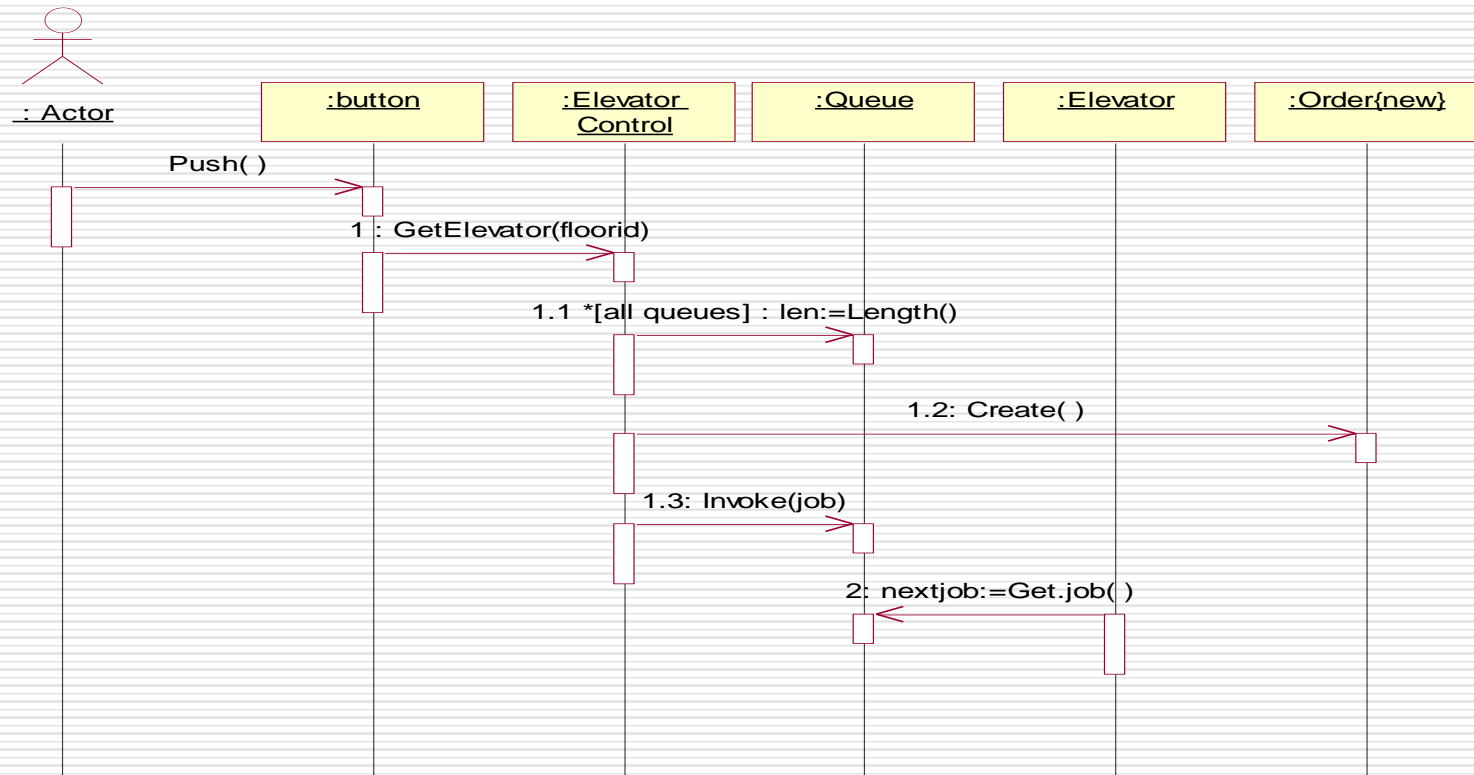 : Actor
:button
:Elevator
Control
:Queue
:Elevator
:Order{new}
Push( )
1 : GetElevator(floorid)
1.1 *[all queues] : len:=Length()
1.2: Create( )
1.3: Invoke(job)
2: nextjob:=Get.job( )